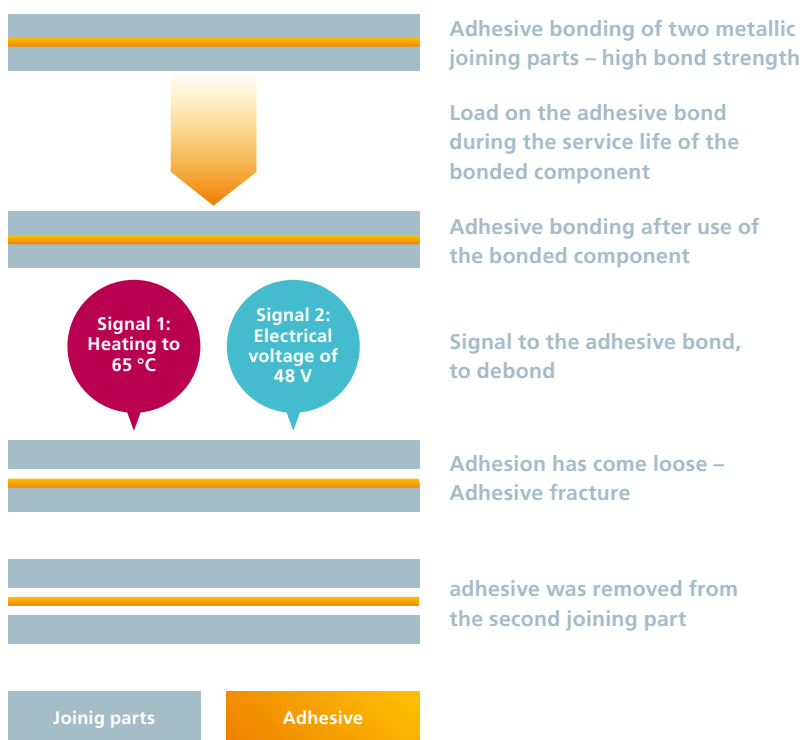 Adhesive bonding of two metallic
joining parts – high bond strength
Load on the adhesive bond
during the service life of the
bonded component
Adhesive bonding after use of
the bonded component
Signal 1:
Heating to
65 °C
Signal 2:
Electrical
voltage of
48 V
Signal to the adhesive bond,
to debond
Adhesion has come loose –
Adhesive fracture
adhesive was removed from
the second joining part
Joinig parts
Adhesive